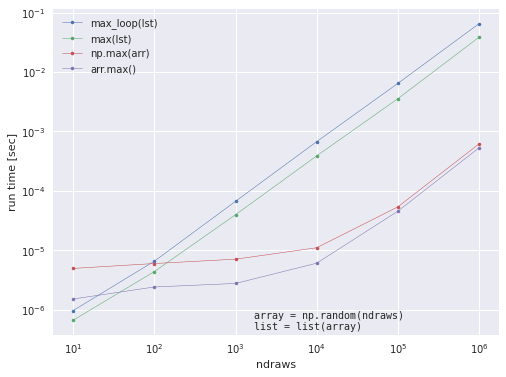 10⁻¹
max_loop(lst)
max(lst)
np.max(arr)
arr.max()
10⁻²
10⁻³
run time [sec]
10⁻⁴
10⁻⁵
10⁻⁶
array = np.random(ndraws)
list = list(array)
10¹ 10² 10³ 10⁴ 10⁵ 10⁶
ndraws